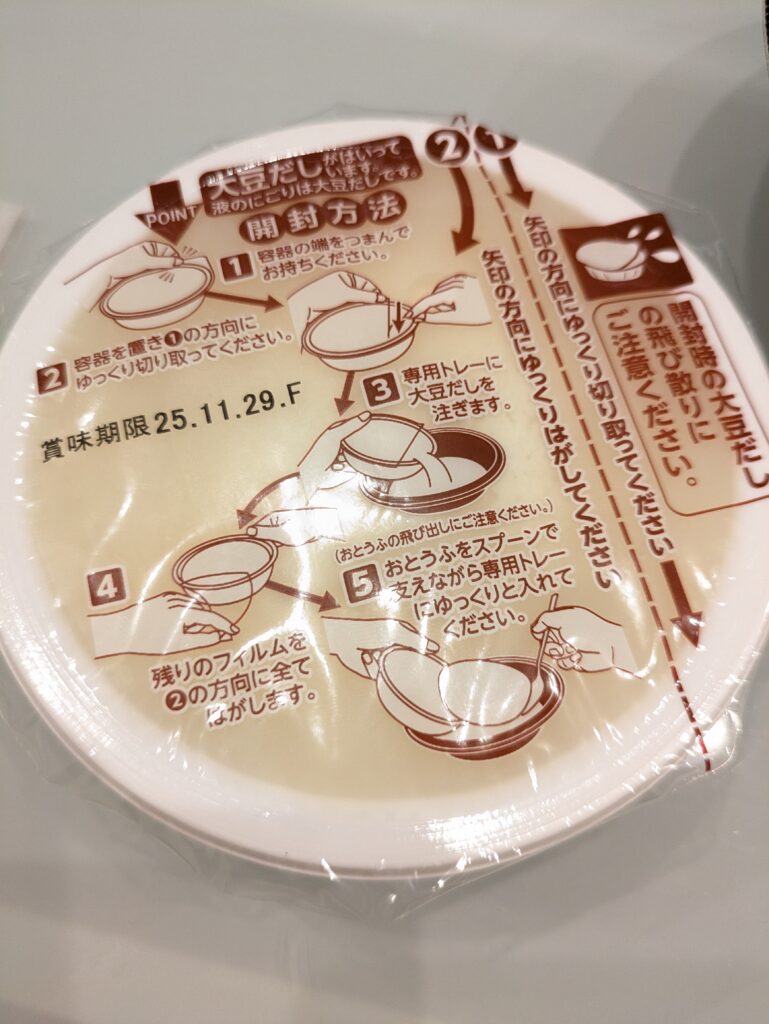 POINT
大豆だしがはいって
います。
液のにごりは大豆だしです。
開封方法
1 容器の端をつまんで
お持ちください。
2 容器を置き❶の方向に
ゆっくり切り取ってください。
賞味期限25.11.29.F
3 専用トレーに
大豆だしを
注ぎます。
4
残りのフィルムを
❷の方向に全て
はがします。
(おとうふの飛び出しにご注意ください。)
5 おとうふをスプーンで
支えながら専用トレー
にゆっくりと入れて
ください。
❷
矢印の方向にゆっくりはがしてください
❶
矢印の方向にゆっくり切り取ってください
開封時の大豆だし
の飛び散りに
ご注意ください。